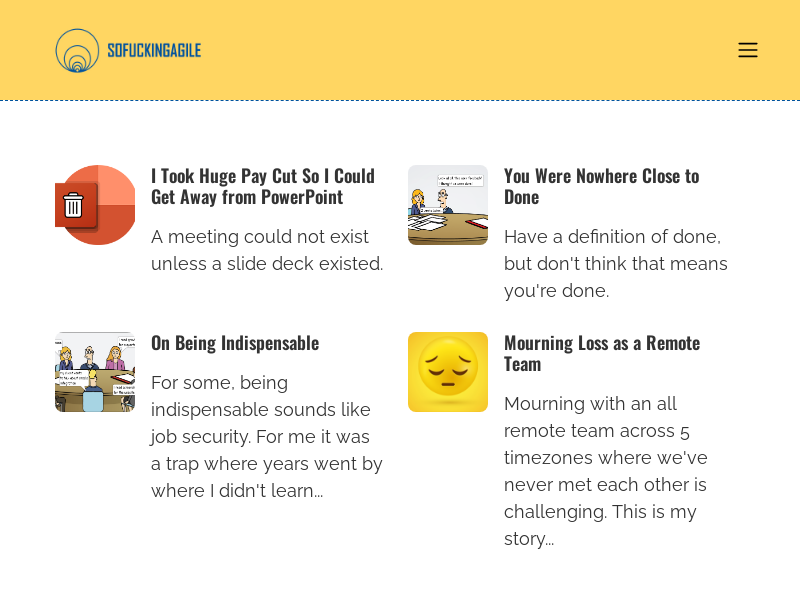 SOFUCKINGAGILE
I Took Huge Pay Cut So I Could
Get Away from PowerPoint
A meeting could not exist
unless a slide deck existed.
You Were Nowhere Close to
Done
Have a definition of done,
but don't think that means
you're done.
On Being Indispensable
For some, being
indispensable sounds like
job security. For me it was
a trap where years went by
where I didn't learn...
Mourning Loss as a Remote
Team
Mourning with an all
remote team across 5
timezones where we've
never met each other is
challenging. This is my
story...